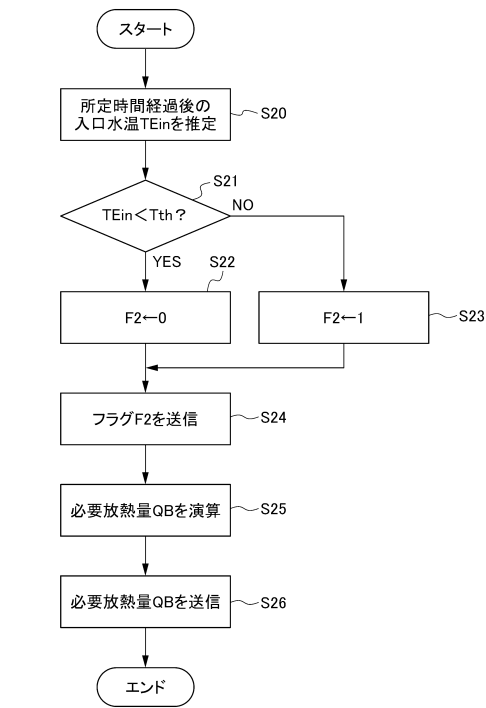 スタート
所定時間経過後の
入口水温TEinを推定
S20
S21
TEin<Tth?
NO
YES
S22
F2←0
F2←1
S23
フラグF2を送信
S24
必要放熱量QBを演算
S25
必要放熱量QBを送信
S26
エンド